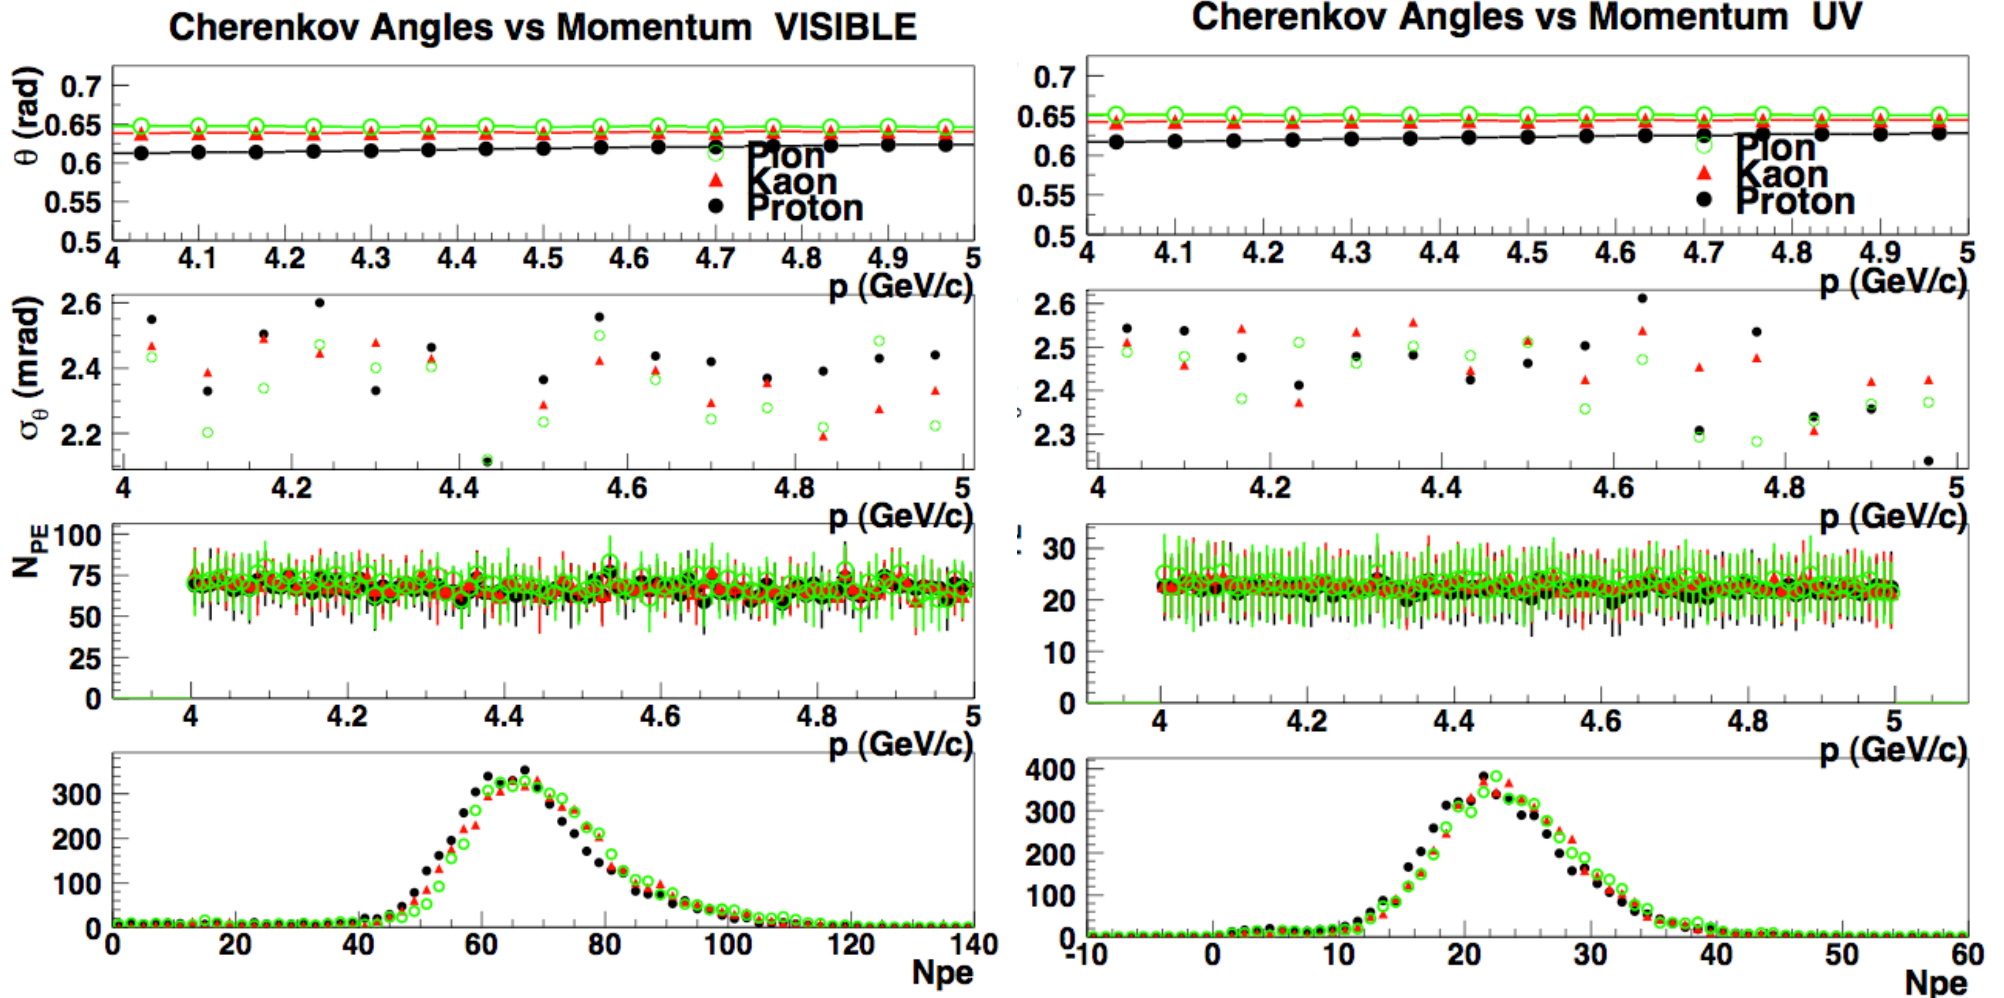 Cherenkov Angles vs Momentum VISIBLE
θ (rad)
0.7
0.65
0.6
0.55
0.5
Pion
Kaon
Proton
4 4.1 4.2 4.3 4.4 4.5 4.6 4.7 4.8 4.9 5
p (GeV/c)
σθ (mrad)
2.6
2.4
2.2
4 4.2 4.4 4.6 4.8 5
p (GeV/c)
NPE
100
75
50
25
0
4 4.2 4.4 4.6 4.8 5
p (GeV/c)
300
200
100
0
0 20 40 60 80 100 120 140
Npe
Cherenkov Angles vs Momentum UV
0.7
0.65
0.6
0.55
0.5
Pion
Kaon
Proton
4 4.1 4.2 4.3 4.4 4.5 4.6 4.7 4.8 4.9 5
p (GeV/c)
2.6
2.5
2.4
2.3
4 4.2 4.4 4.6 4.8 5
p (GeV/c)
30
20
10
0
4 4.2 4.4 4.6 4.8 5
p (GeV/c)
400
300
200
100
0
-10 0 10 20 30 40 50 60
Npe